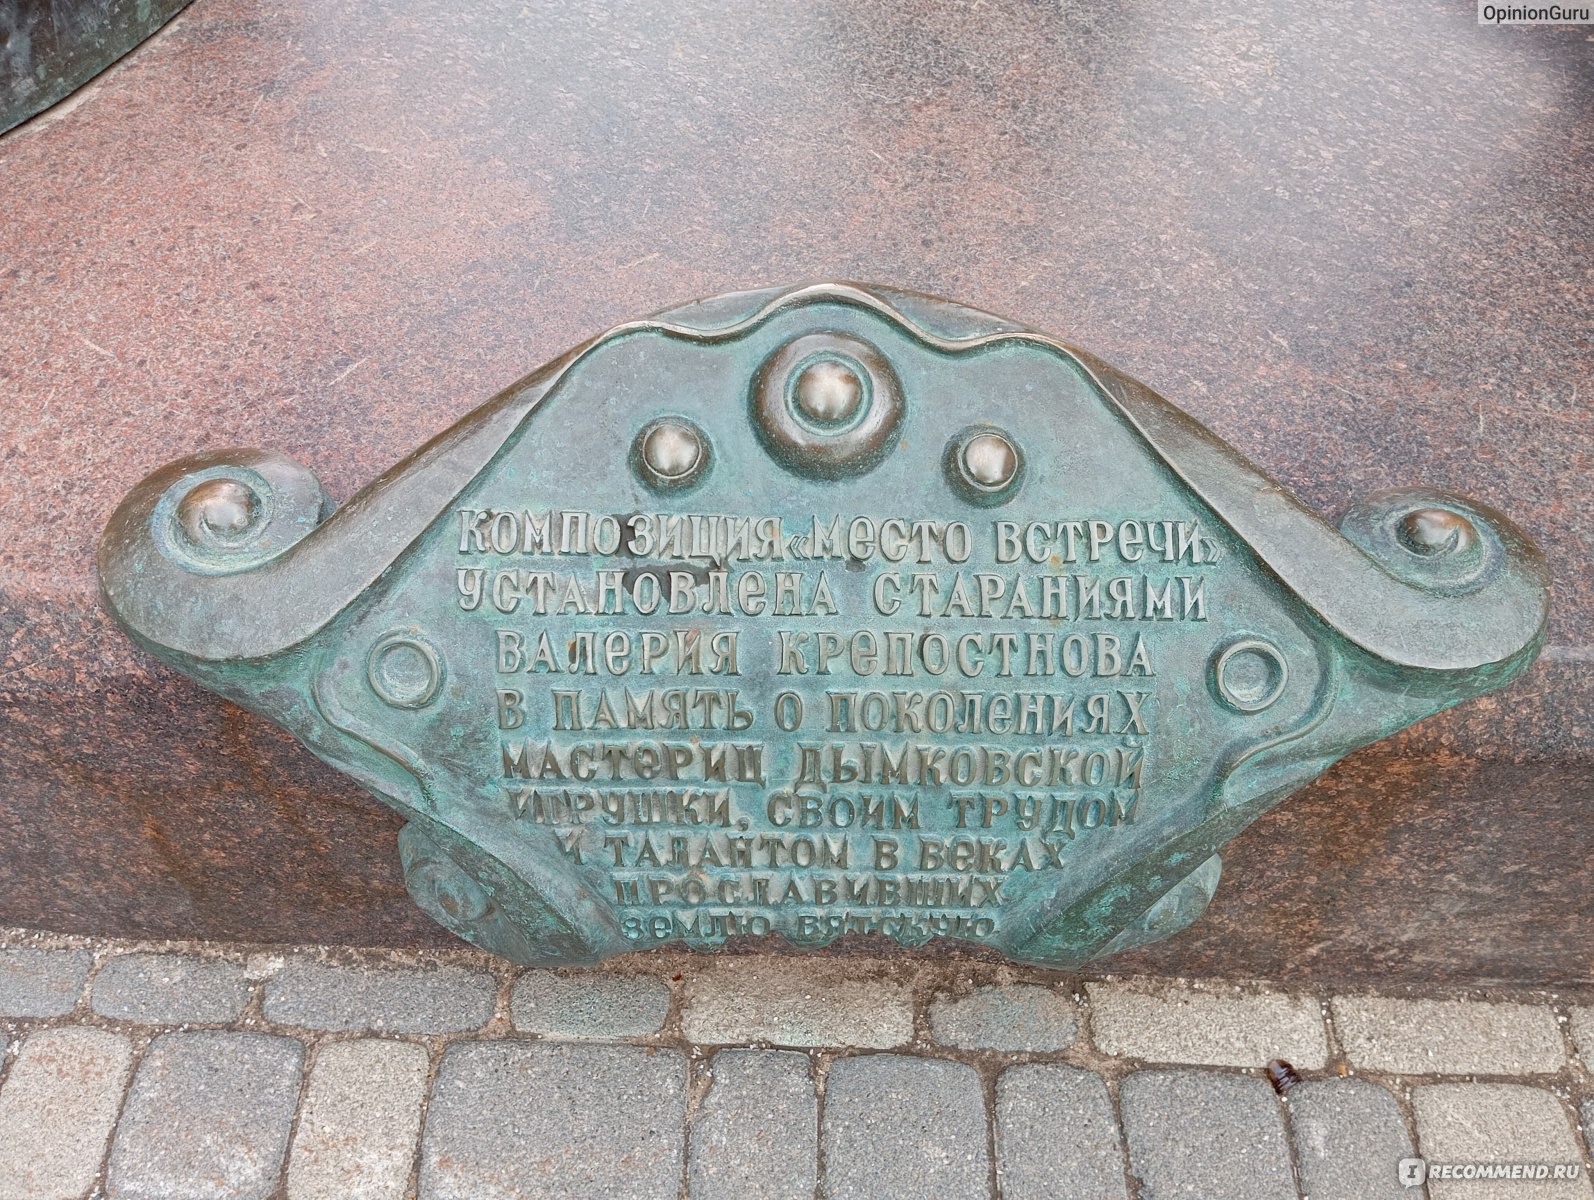 OpinionGuru
КОМПОЗИЦИЯ «МЕСТО ВСТРЕЧИ»
УСТАНОВЛЕНА СТАРАНИЯМИ
ВАЛЕРИЯ КРЕПОСТНОВА
В ПАМЯТЬ О ПОКОЛЕНИЯХ
МАСТЕРИЦ ДЫМКОВСКОЙ
ИГРУШКИ, СВОИМ ТРУДОМ
И ТАЛАНТОМ В ВЕКАХ
ПРОСЛАВИВШИХ
ЗЕМЛЮ ВЯТСКУЮ
IRECOMMEND.RU